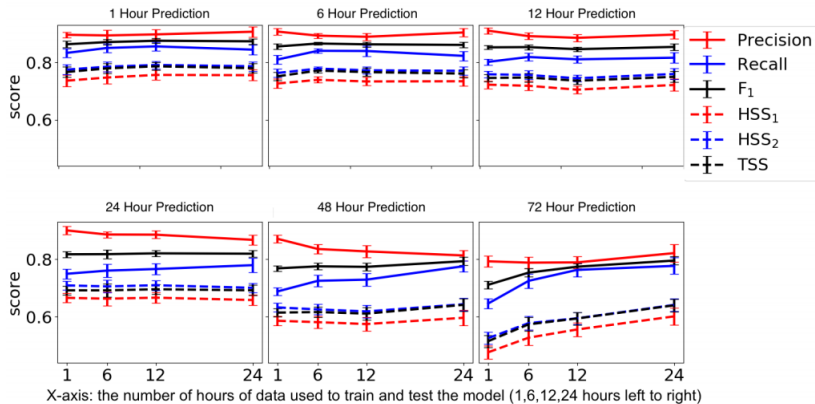 1 Hour Prediction
6 Hour Prediction
12 Hour Prediction
0.8
0.6
score
Precision
Recall
F1
HSS1
HSS2
TSS
24 Hour Prediction
48 Hour Prediction
72 Hour Prediction
0.8
0.6
score
1 6 12 24
1 6 12 24
1 6 12 24
X-axis: the number of hours of data used to train and test the model (1,6,12,24 hours left to right)